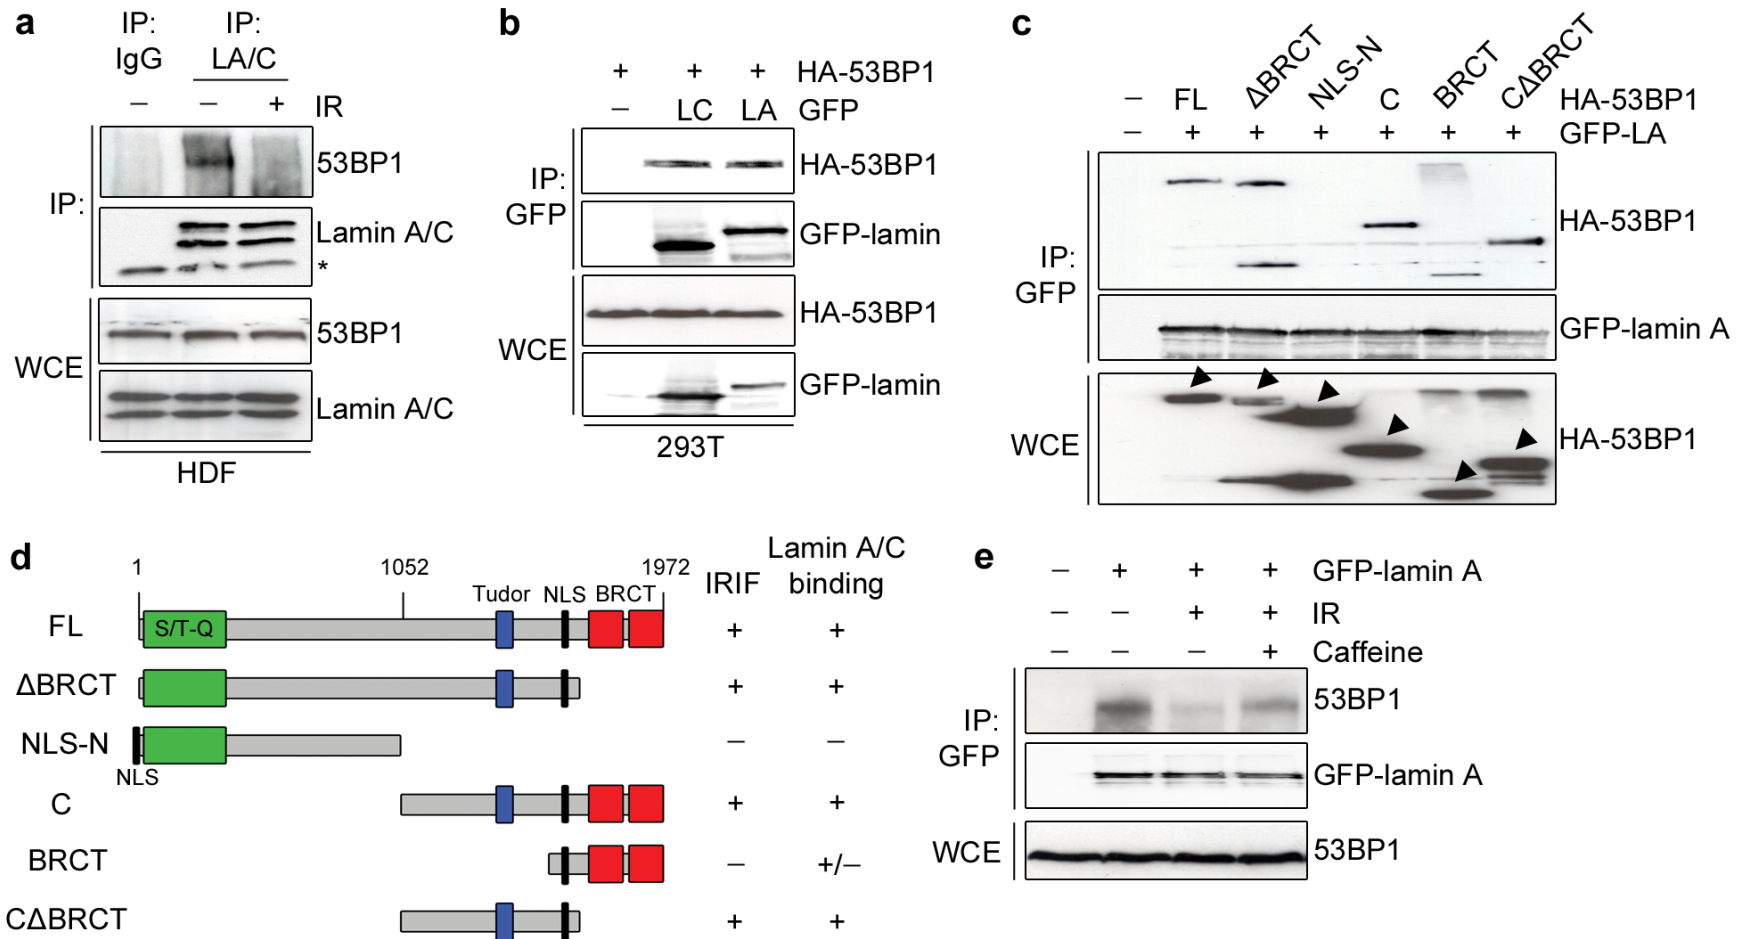 a
IP: IP:
IgG LA/C
– – + IR
IP:
53BP1
Lamin A/C
*
WCE
53BP1
Lamin A/C
HDF
b
+ + + HA-53BP1
– LC LA GFP
IP:
GFP
HA-53BP1
GFP-lamin
WCE
HA-53BP1
GFP-lamin
293T
c
– FL ΔBRCT NLS-N C BRCT CΔBRCT HA-53BP1
– + + + + + + GFP-LA
IP:
GFP
HA-53BP1
GFP-lamin A
WCE
HA-53BP1
d
1 1052 1972
Tudor NLS BRCT
IRIF
Lamin A/C
binding
FL S/T-Q + +
ΔBRCT + +
NLS-N – –
NLS
C + +
BRCT – +/–
CΔBRCT + +
e
– + + + GFP-lamin A
– – + + IR
– – – + Caffeine
IP:
GFP
53BP1
GFP-lamin A
WCE
53BP1